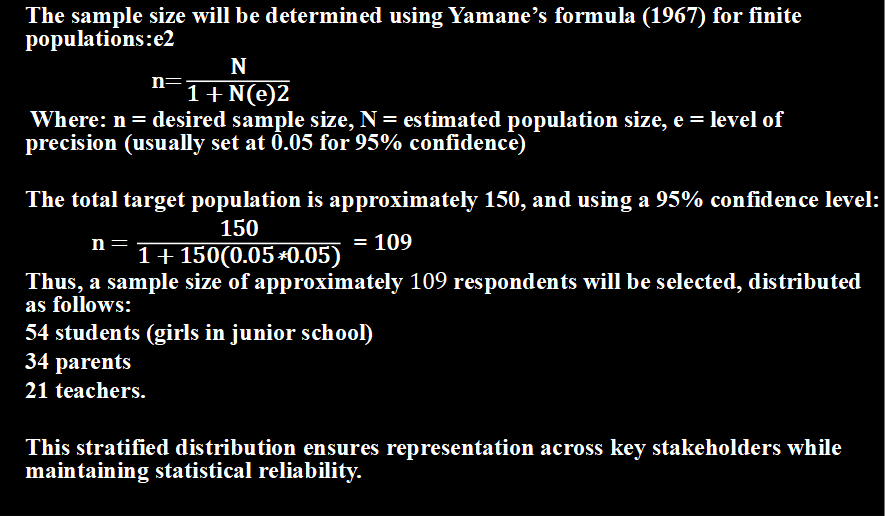 The sample size will be determined using Yamane’s formula (1967) for finite
populations:e2
N
n=
1 + N(e)2
Where: n = desired sample size, N = estimated population size, e = level of
precision (usually set at 0.05 for 95% confidence)
The total target population is approximately 150, and using a 95% confidence level:
150
n = = 109
1 + 150(0.05*0.05)
Thus, a sample size of approximately 109 respondents will be selected, distributed
as follows:
54 students (girls in junior school)
34 parents
21 teachers.
This stratified distribution ensures representation across key stakeholders while
maintaining statistical reliability.